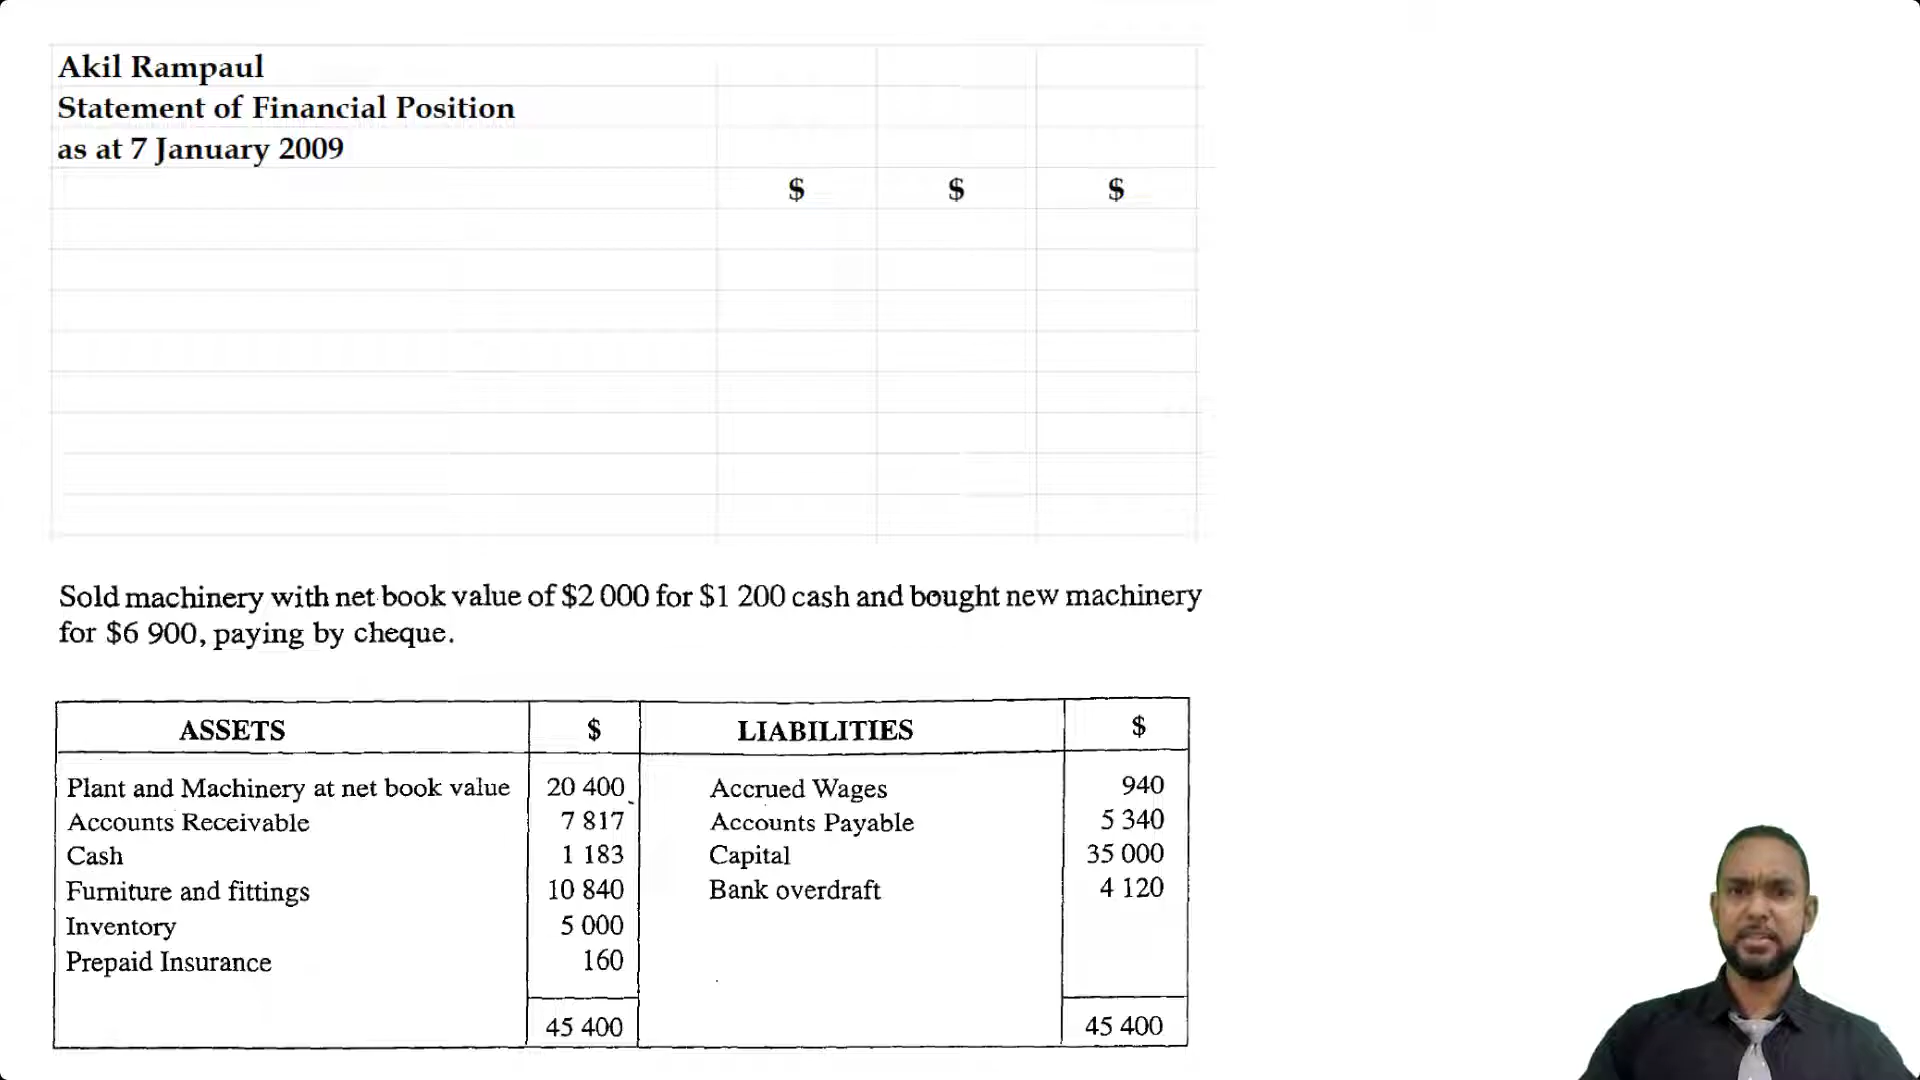 Akil Rampaul
Statement of Financial Position
as at 7 January 2009
$ $ $
Sold machinery with net book value of $2 000 for $1 200 cash and bought new machinery
for $6 900, paying by cheque.
ASSETS $ LIABILITIES $
Plant and Machinery at net book value 20 400 Accrued Wages 940
Accounts Receivable 7 817 Accounts Payable 5 340
Cash 1 183 Capital 35 000
Furniture and fittings 10 840 Bank overdraft 4 120
Inventory 5 000
Prepaid Insurance 160
45 400 45 400